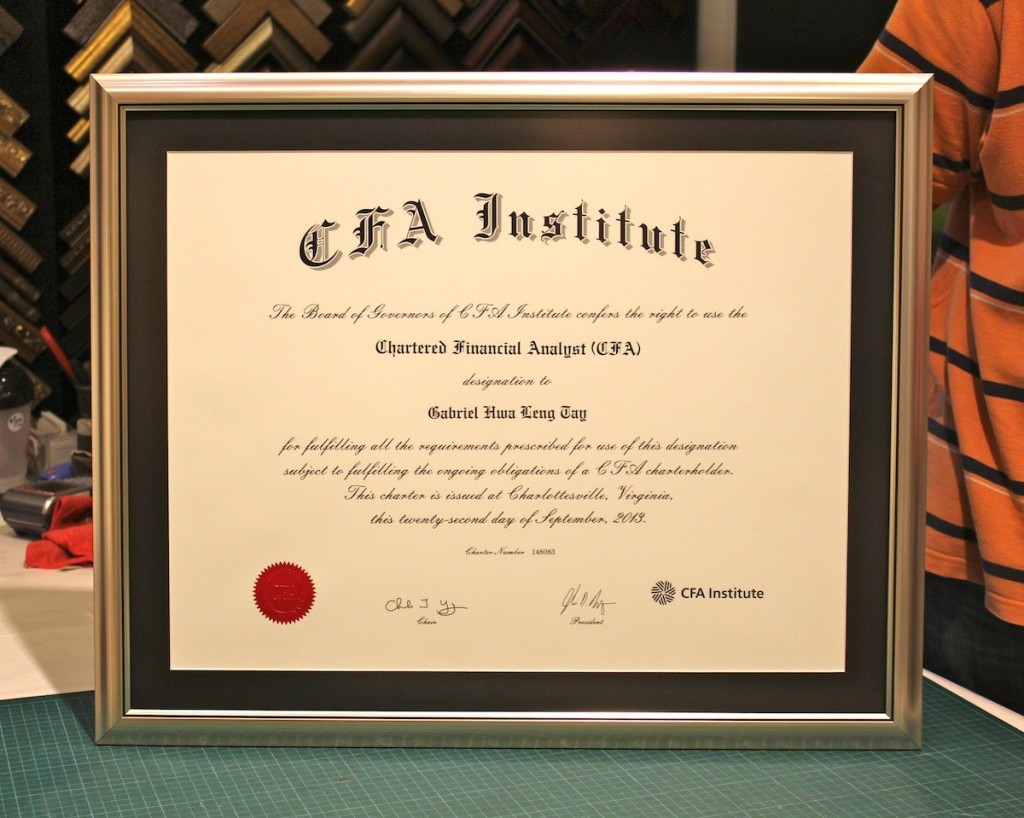 CFA Institute
The Board of Governors of CFA Institute confers the right to use the
Chartered Financial Analyst (CFA)
designation to
Gabriel Hwa Leng Tay
for fulfilling all the requirements prescribed for use of this designation
subject to fulfilling the ongoing obligations of a CFA charterholder.
This charter is issued at Charlottesville, Virginia,
this twenty-second day of September, 2013.
Charter Number 148083
Chair
President
CFA Institute